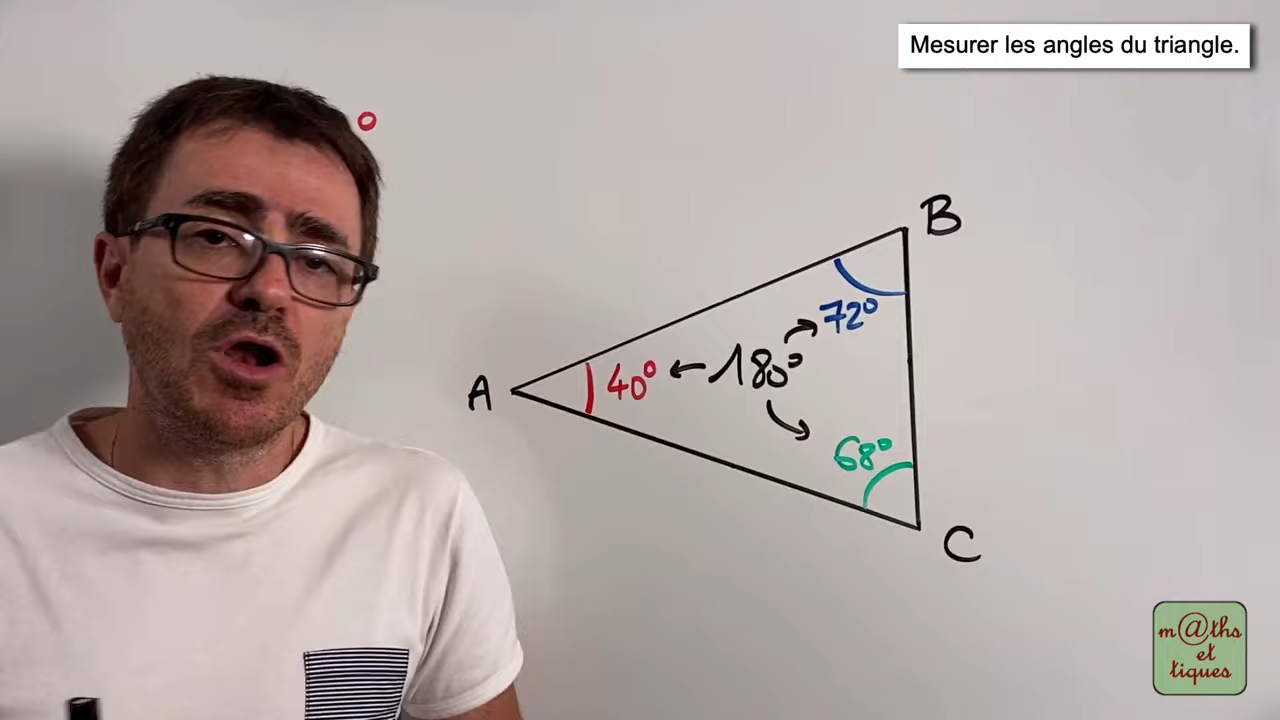 Mesurer les angles du triangle.
B
72°
180°
A
40°
68°
C
m@ths
et
tiques